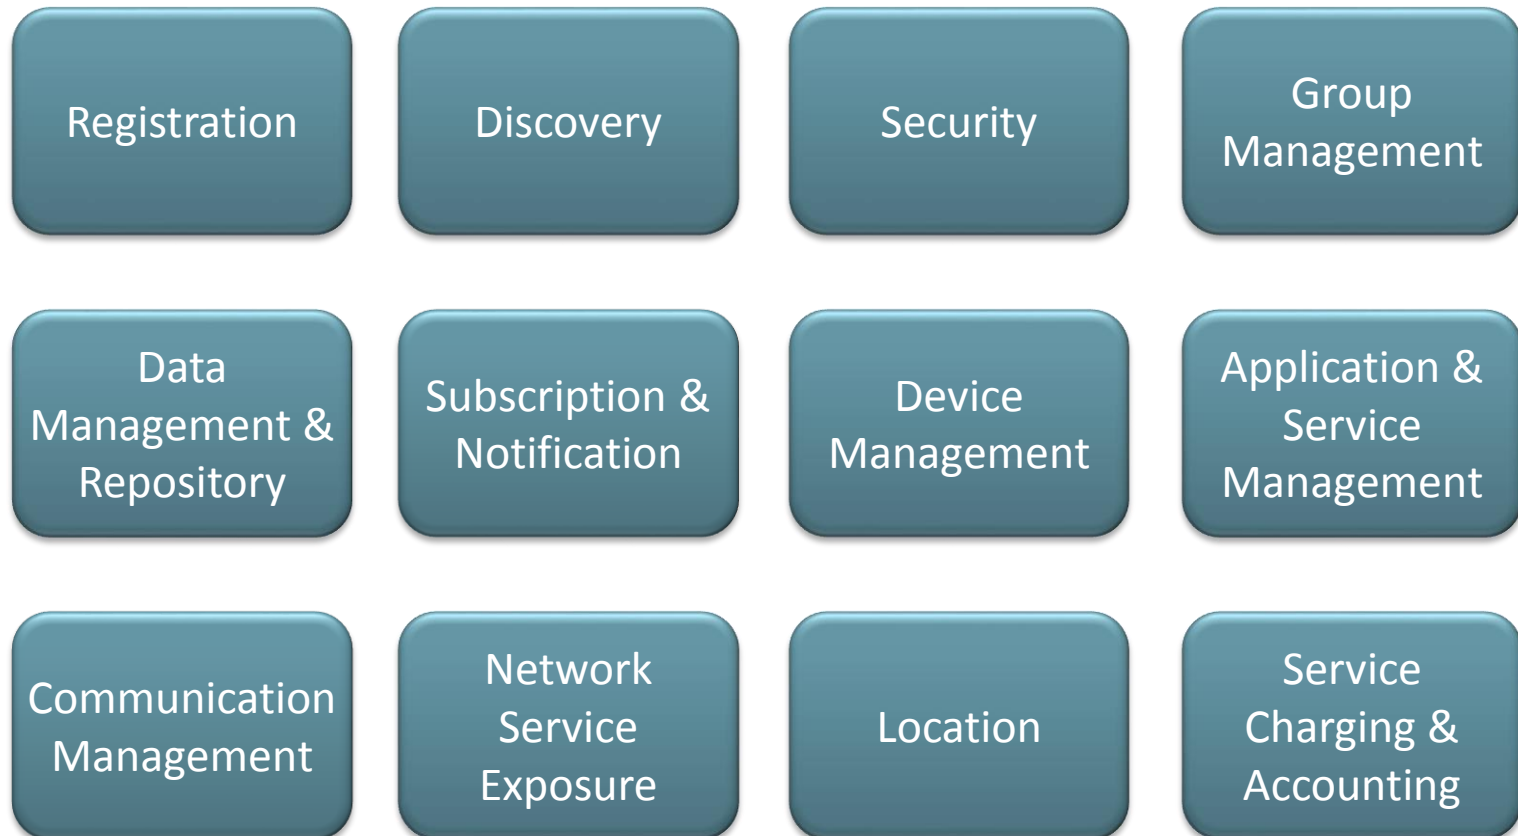 Registration
Discovery
Security
Group
Management
Data
Management &
Repository
Subscription &
Notification
Device
Management
Application &
Service
Management
Communication
Management
Network
Service
Exposure
Location
Service
Charging &
Accounting